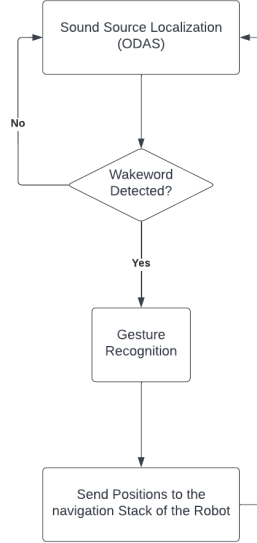 Sound Source Localization
(ODAS)
No
Wakeword
Detected?
Yes
Gesture
Recognition
Send Positions to the
navigation Stack of the Robot